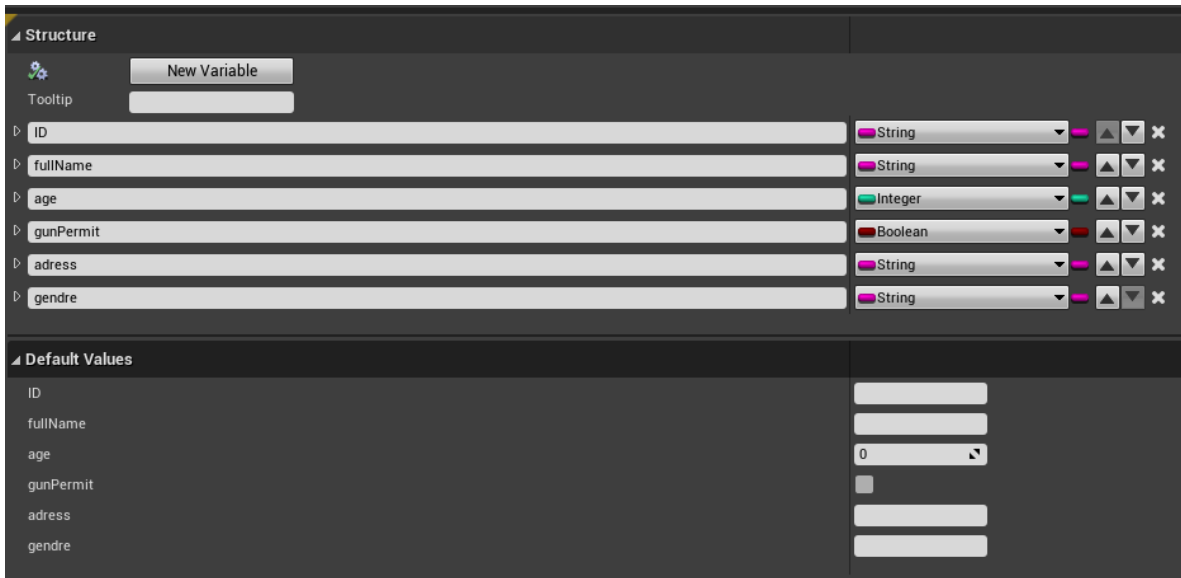 Structure
New Variable
Tooltip
ID String
fullName String
age Integer
gunPermit Boolean
adress String
gendre String
Default Values
ID
fullName
age 0
gunPermit
adress
gendre